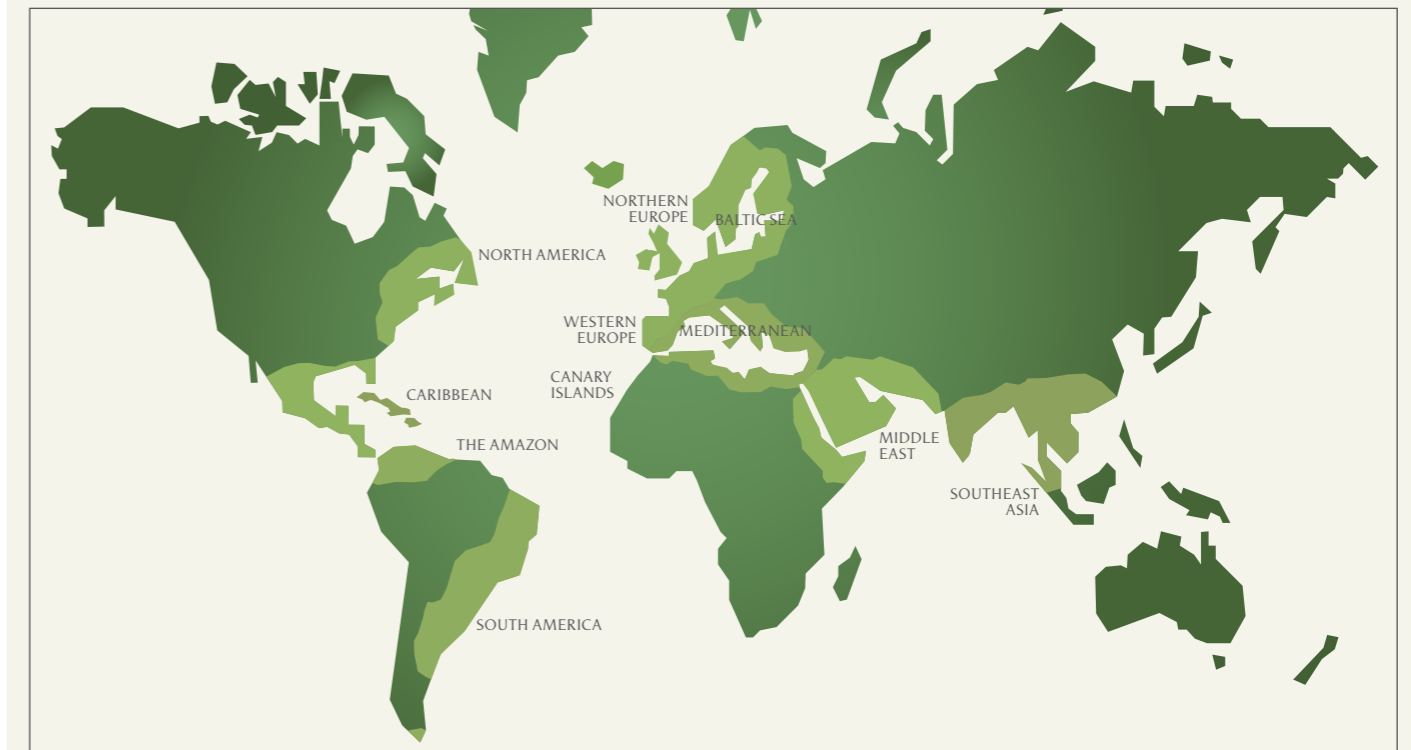 NORTHERN
EUROPE
BALTIC SEA
NORTH AMERICA
WESTERN
EUROPE
MEDITERRANEAN
CANARY
ISLANDS
CARIBBEAN
THE AMAZON
MIDDLE
EAST
SOUTHEAST
ASIA
SOUTH AMERICA